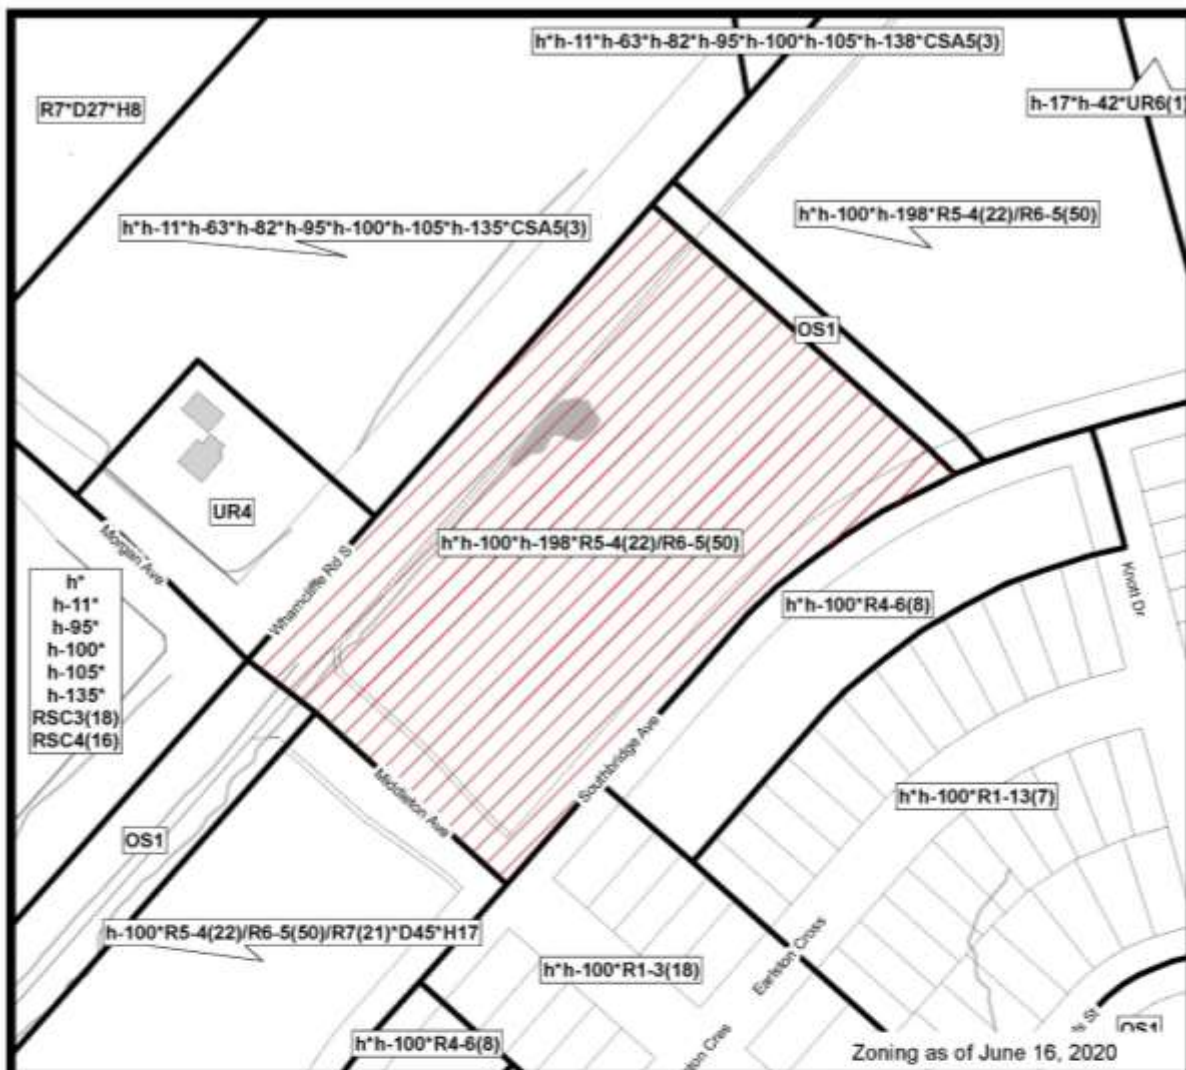 h*h-11*h-63*h-82*h-95*h-100*h-105*h-138*CSA5(3)
R7*D27*H8
h-17*h-42*UR6(1)
h*h-11*h-63*h-82*h-95*h-100*h-105*h-135*CSA5(3)
h*h-100*h-198*R5-4(22)/R6-5(50)
OS1
UR4
Morgan Ave
Wharncliffe Rd S
h*h-100*h-198*R5-4(22)/R6-5(50)
h*
h-11*
h-95*
h-100*
h-105*
h-135*
RSC3(18)
RSC4(16)
h*h-100*R4-6(8)
Knott Dr
Southbridge Ave
Middleton Ave
h*h-100*R1-13(7)
OS1
h-100*R5-4(22)/R6-5(50)/R7(21)*D45*H17
h*h-100*R1-3(18)
Earlston Cross
h*h-100*R4-6(8)
ton Cres
St
OS1
Zoning as of June 16, 2020